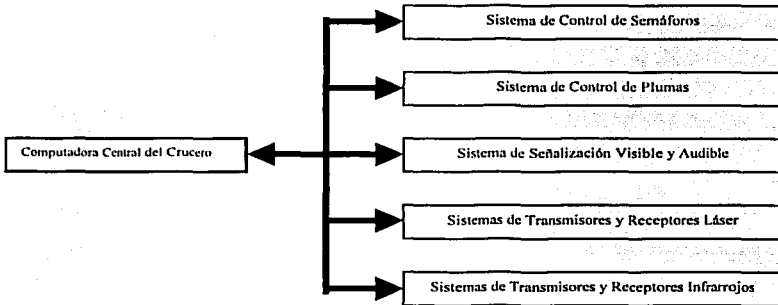 Sistema de Control de Semáforos
Sistema de Control de Plumas
Computadora Central del Crucero
Sistema de Señalización Visible y Audible
Sistemas de Transmisores y Receptores Láser
Sistemas de Transmisores y Receptores Infrarrojos